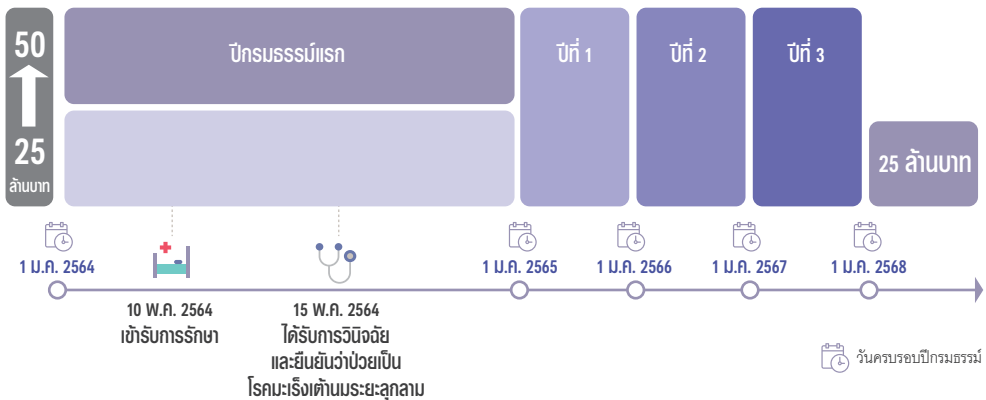 50
25
ล้านบาท
ปีกรมธรรม์แรก
ปีที่ 1
ปีที่ 2
ปีที่ 3
25 ล้านบาท
1 ม.ค. 2564
1 ม.ค. 2565
1 ม.ค. 2566
1 ม.ค. 2567
1 ม.ค. 2568
10 พ.ค. 2564
เข้ารับการรักษา
15 พ.ค. 2564
ได้รับการวินิจฉัย
และยืนยันว่าป่วยเป็น
โรคมะเร็งเต้านมระยะลุกลาม
วันครบรอบปีกรมธรรม์